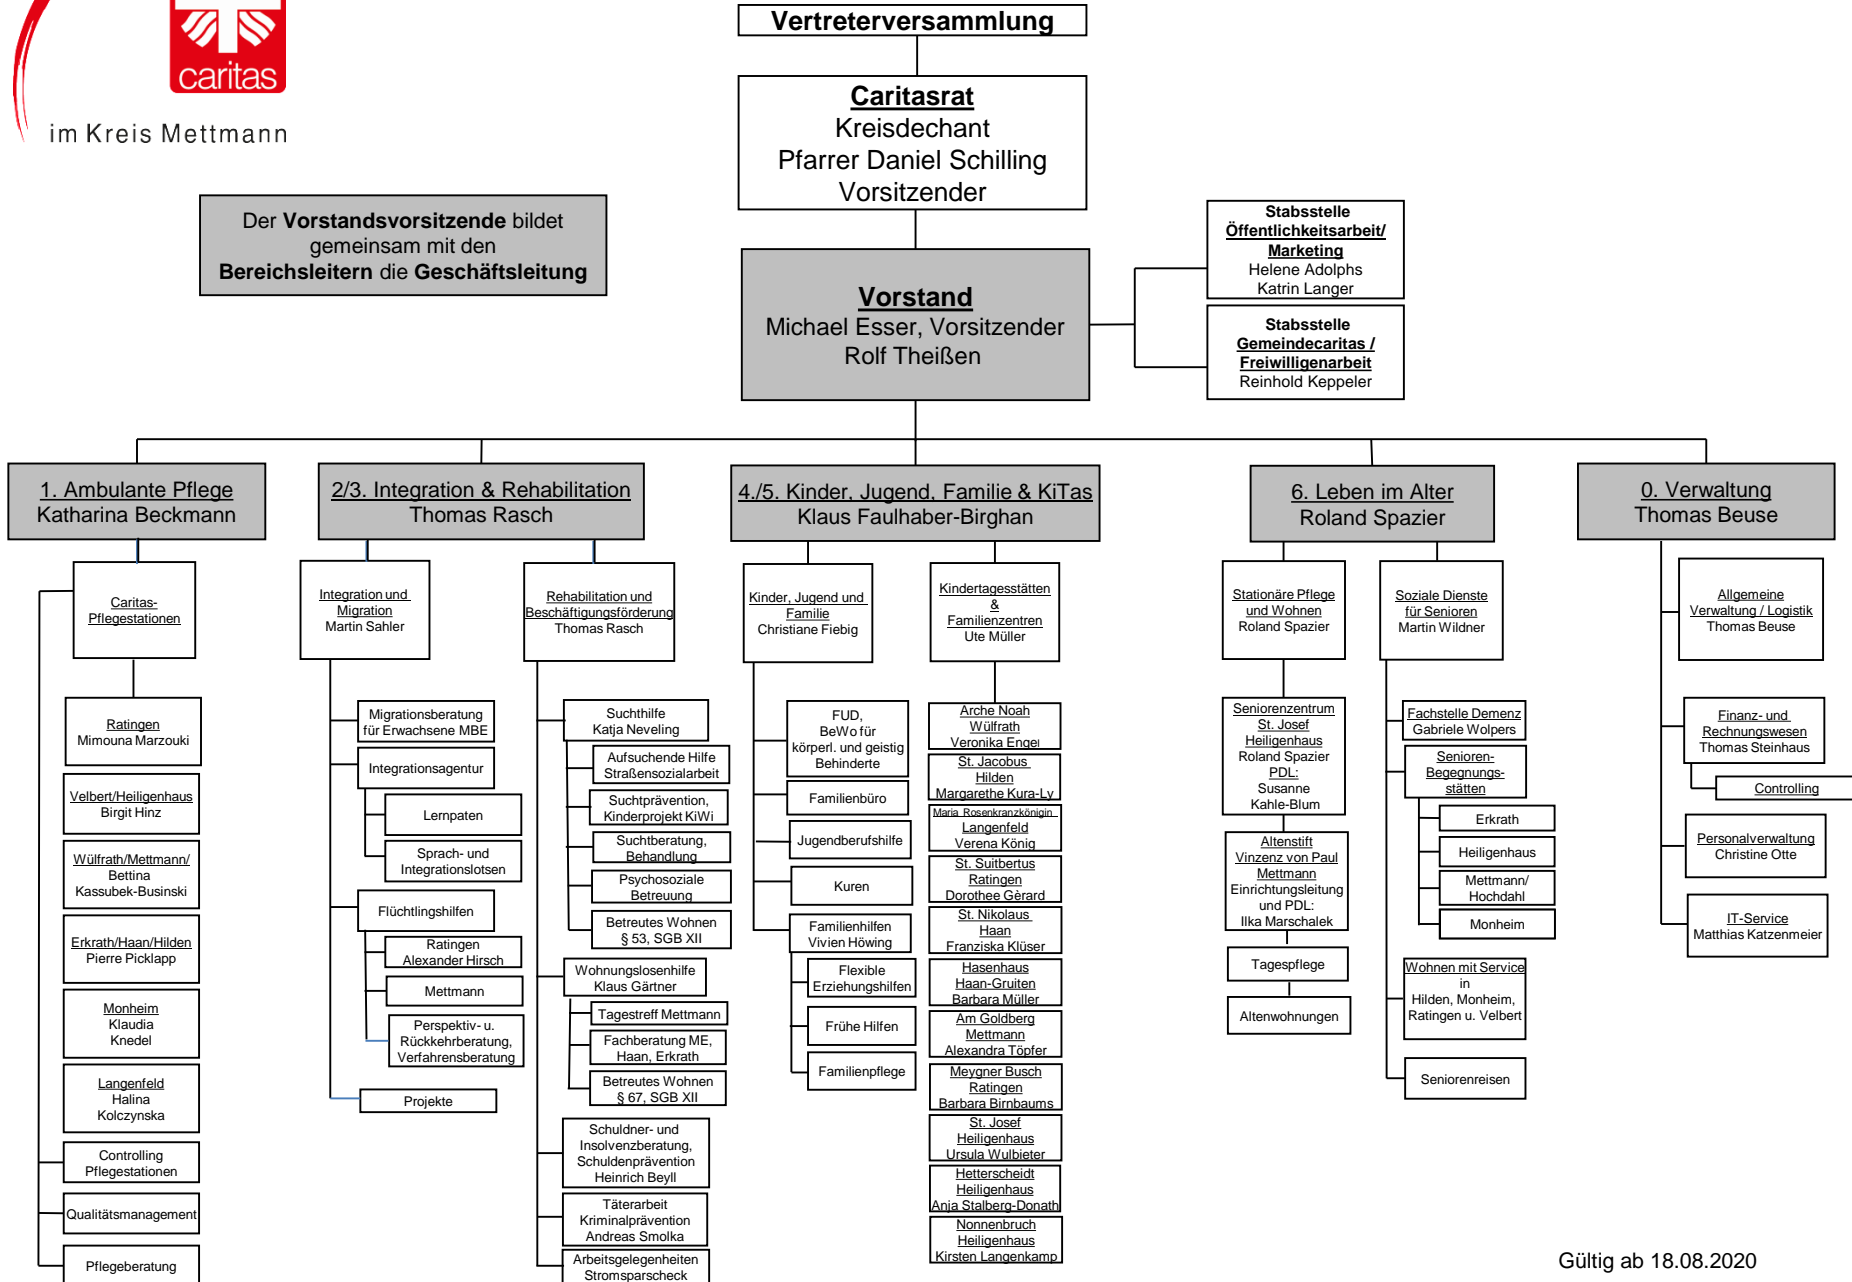 caritas
im Kreis Mettmann
Vertreterversammlung
Caritasrat
Kreisdechant
Pfarrer Daniel Schilling
Vorsitzender
Der Vorstandsvorsitzende bildet
gemeinsam mit den
Bereichsleitern die Geschäftsleitung
Vorstand
Michael Esser, Vorsitzender
Rolf Theißen
Stabsstelle
Öffentlichkeitsarbeit/
Marketing
Helene Adolphs
Katrin Langer
Stabsstelle
Gemeindecaritas /
Freiwilligenarbeit
Reinhold Keppeler
1. Ambulante Pflege
Katharina Beckmann
2/3. Integration & Rehabilitation
Thomas Rasch
4./5. Kinder, Jugend, Familie & KiTas
Klaus Faulhaber-Birghan
6. Leben im Alter
Roland Spazier
0. Verwaltung
Thomas Beuse
Caritas-
Pflegestationen
Ratingen
Mimouna Marzouki
Velbert/Heiligenhaus
Birgit Hinz
Wülfrath/Mettmann/
Bettina
Kassubek-Businski
Erkrath/Haan/Hilden
Pierre Picklapp
Monheim
Klaudia
Knedel
Langenfeld
Halina
Kolczynska
Controlling
Pflegestationen
Qualitätsmanagement
Pflegeberatung
Integration und
Migration
Martin Sahler
Migrationsberatung
für Erwachsene MBE
Integrationsagentur
Lernpaten
Sprach- und
Integrationslotsen
Flüchtlingshilfen
Ratingen
Alexander Hirsch
Mettmann
Perspektiv- u.
Rückkehrberatung,
Verfahrensberatung
Projekte
Rehabilitation und
Beschäftigungsförderung
Thomas Rasch
Suchthilfe
Katja Neveling
Aufsuchende Hilfe
Straßensozialarbeit
Suchtprävention,
Kinderprojekt KiWi
Suchtberatung,
Behandlung
Psychosoziale
Betreuung
Betreutes Wohnen
§ 53, SGB XII
Wohnungslosenhilfe
Klaus Gärtner
Tagestreff Mettmann
Fachberatung ME,
Haan, Erkrath
Betreutes Wohnen
§ 67, SGB XII
Schuldner- und
Insolvenzberatung,
Schuldenprävention
Heinrich Beyll
Täterarbeit
Kriminalprävention
Andreas Smolka
Arbeitsgelegenheiten
Stromsparscheck
Kinder, Jugend und
Familie
Christiane Fiebig
FUD,
BeWo für
körperl. und geistig
Behinderte
Familienbüro
Jugendberufshilfe
Kuren
Familienhilfen
Vivien Höwing
Flexible
Erziehungshilfen
Frühe Hilfen
Familienpflege
Kindertagesstätten
&
Familienzentren
Ute Müller
Arche Noah
Wülfrath
Veronika Engel
St. Jacobus
Hilden
Margarethe Kura-Ly
Maria Rosenkranzkönigin
Langenfeld
Verena König
St. Suitbertus
Ratingen
Dorothee Gèrard
St. Nikolaus
Haan
Franziska Klüser
Hasenhaus
Haan-Gruiten
Barbara Müller
Am Goldberg
Mettmann
Alexandra Töpfer
Meygner Busch
Ratingen
Barbara Birnbaums
St. Josef
Heiligenhaus
Ursula Wulbieter
Hetterscheidt
Heiligenhaus
Anja Stalberg-Donath
Nonnenbruch
Heiligenhaus
Kirsten Langenkamp
Stationäre Pflege
und Wohnen
Roland Spazier
Seniorenzentrum
St. Josef
Heiligenhaus
Roland Spazier
PDL:
Susanne
Kahle-Blum
Altenstift
Vinzenz von Paul
Mettmann
Einrichtungsleitung
und PDL:
Ilka Marschalek
Tagespflege
Altenwohnungen
Soziale Dienste
für Senioren
Martin Wildner
Fachstelle Demenz
Gabriele Wolpers
Senioren-
Begegnungs-
stätten
Erkrath
Heiligenhaus
Mettmann/
Hochdahl
Monheim
Wohnen mit Service
in
Hilden, Monheim,
Ratingen u. Velbert
Seniorenreisen
Allgemeine
Verwaltung / Logistik
Thomas Beuse
Finanz- und
Rechnungswesen
Thomas Steinhaus
Controlling
Personalverwaltung
Christine Otte
IT-Service
Matthias Katzenmeier
Gültig ab 18.08.2020